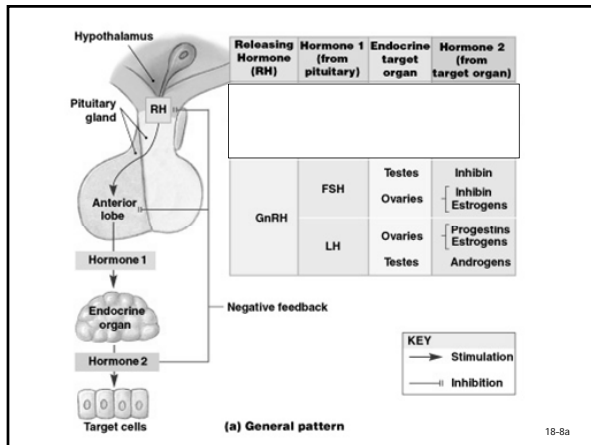 Hypothalamus
RH
Pituitary
gland
Anterior
lobe
Hormone 1
Endocrine
organ
Hormone 2
Target cells
Negative feedback
Releasing
Hormone
(RH)
Hormone 1
(from
pituitary)
Endocrine
target
organ
Hormone 2
(from
target organ)
GnRH
FSH
Testes
Inhibin
Ovaries
Inhibin
Estrogens
LH
Ovaries
Progestins
Estrogens
Testes
Androgens
KEY
Stimulation
Inhibition
(a) General pattern
18-8a